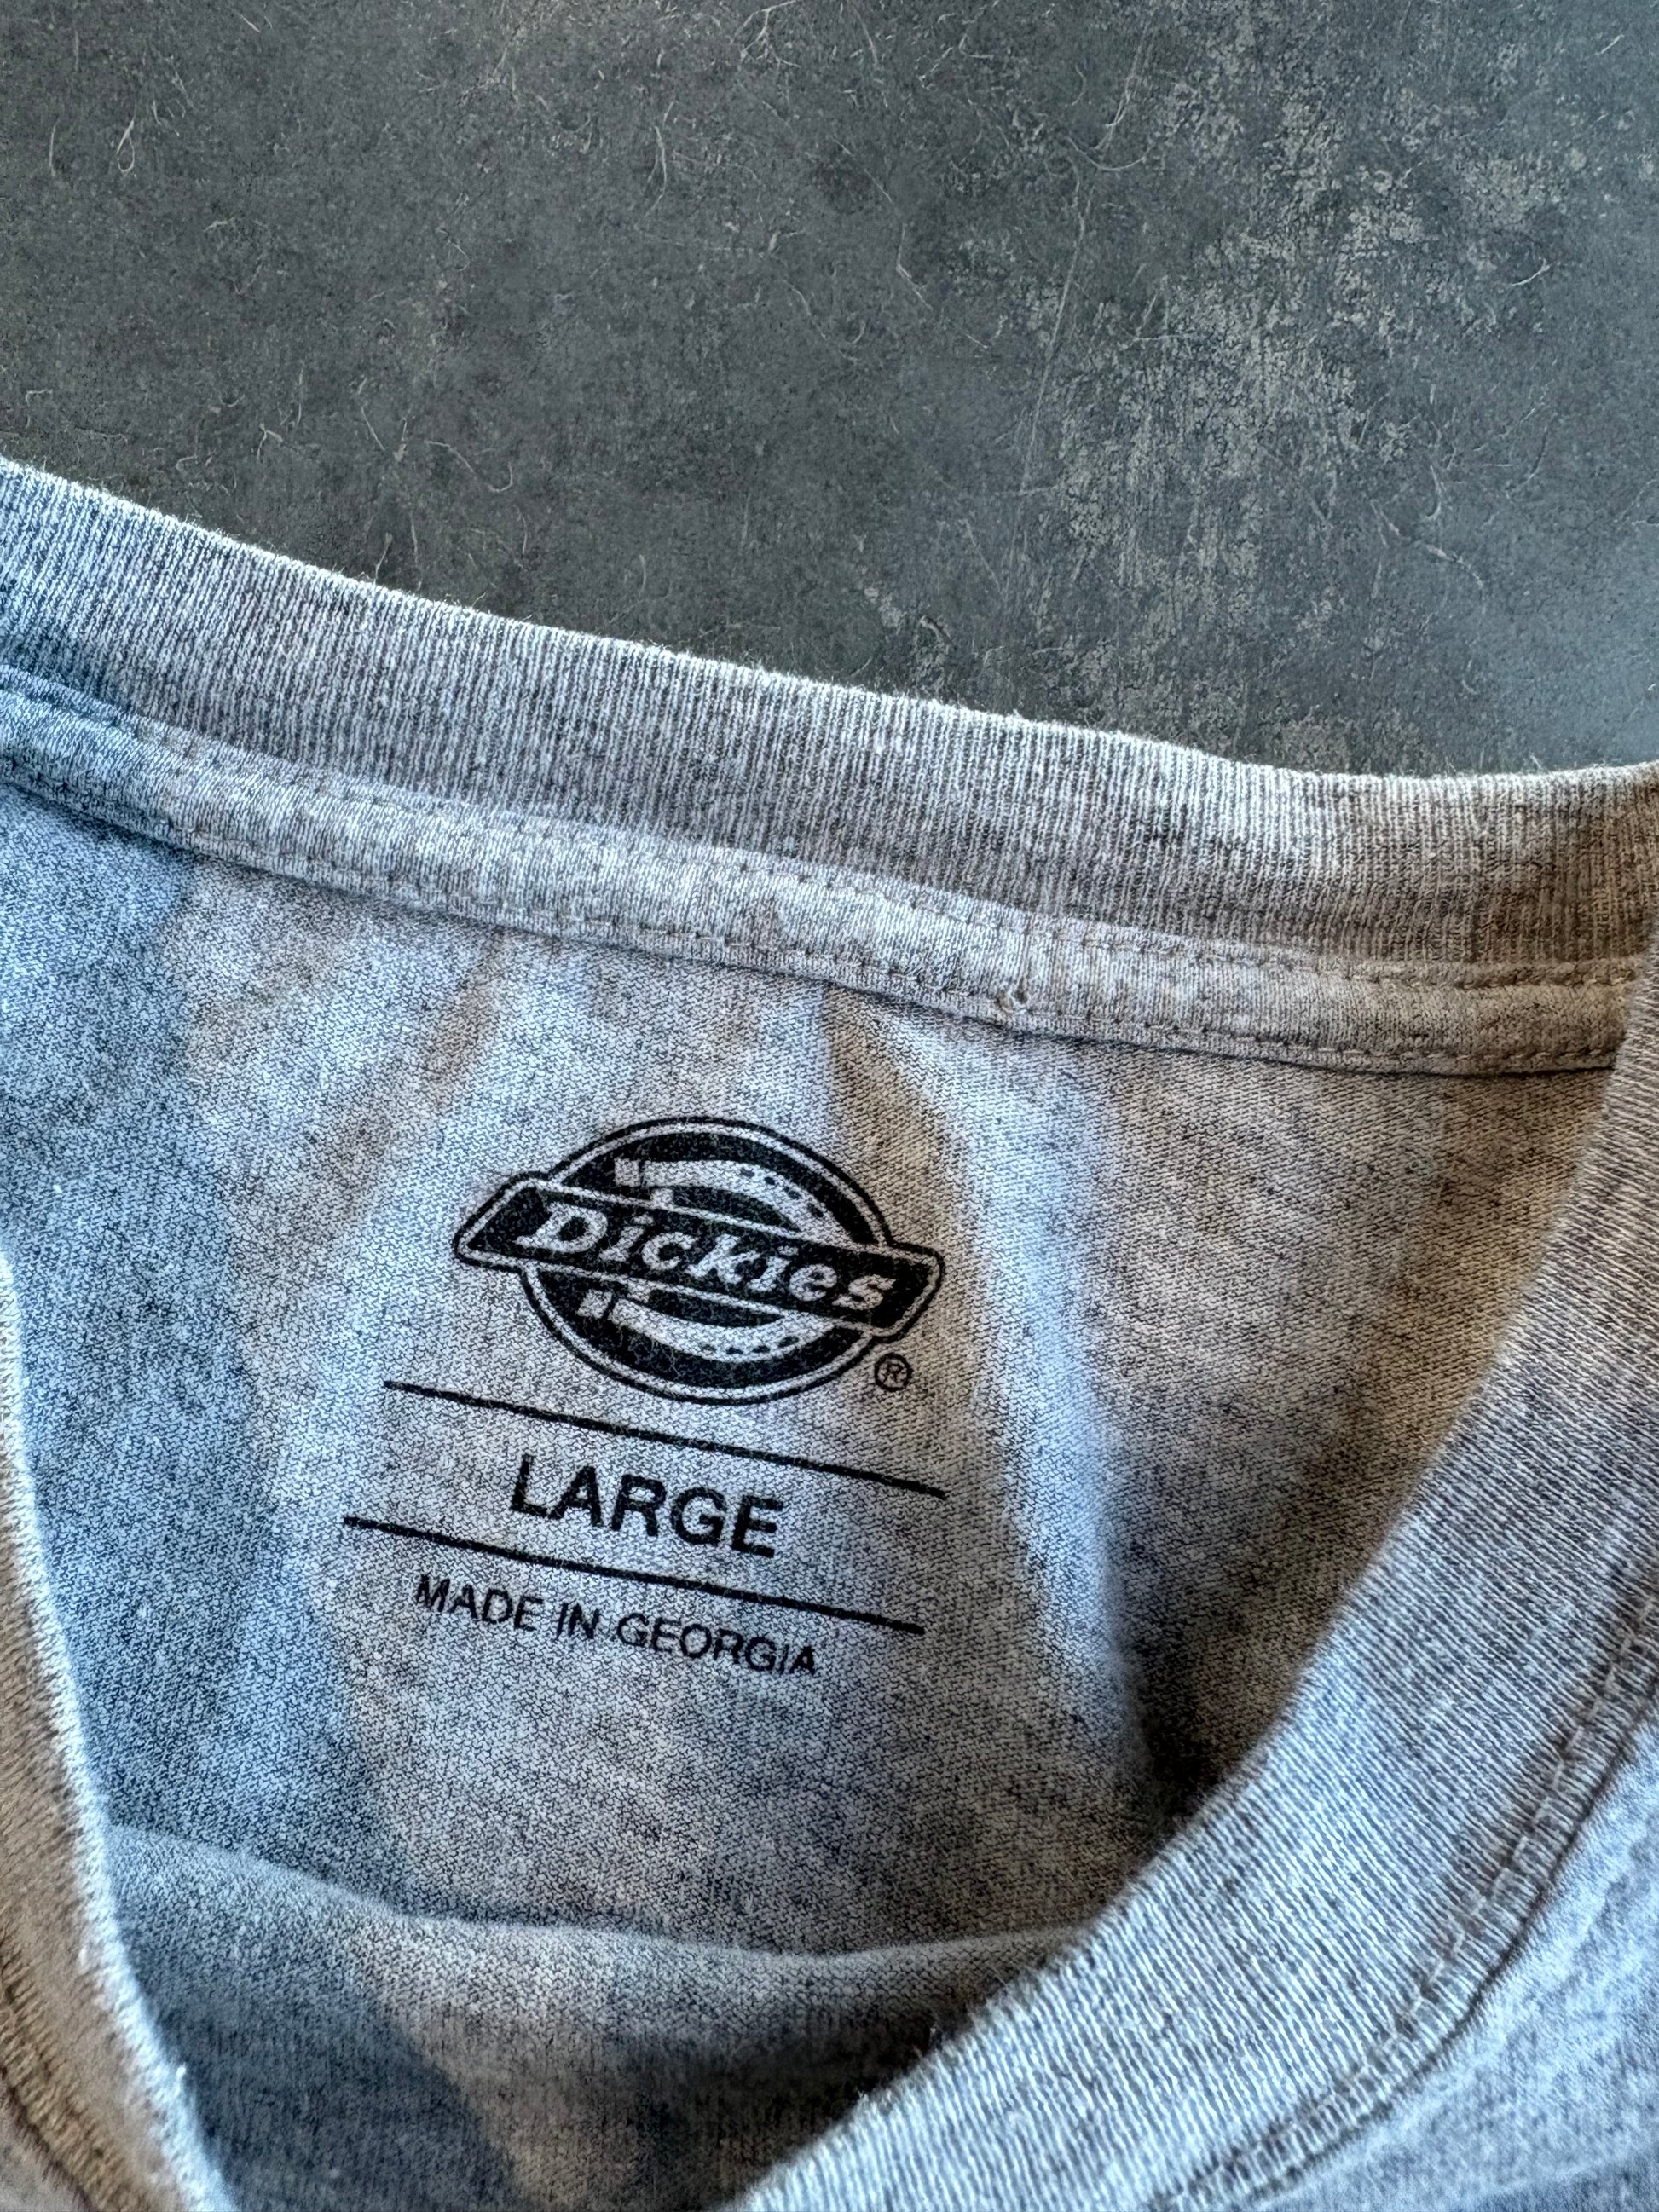 Dickies
®
LARGE
MADE IN GEORGIA